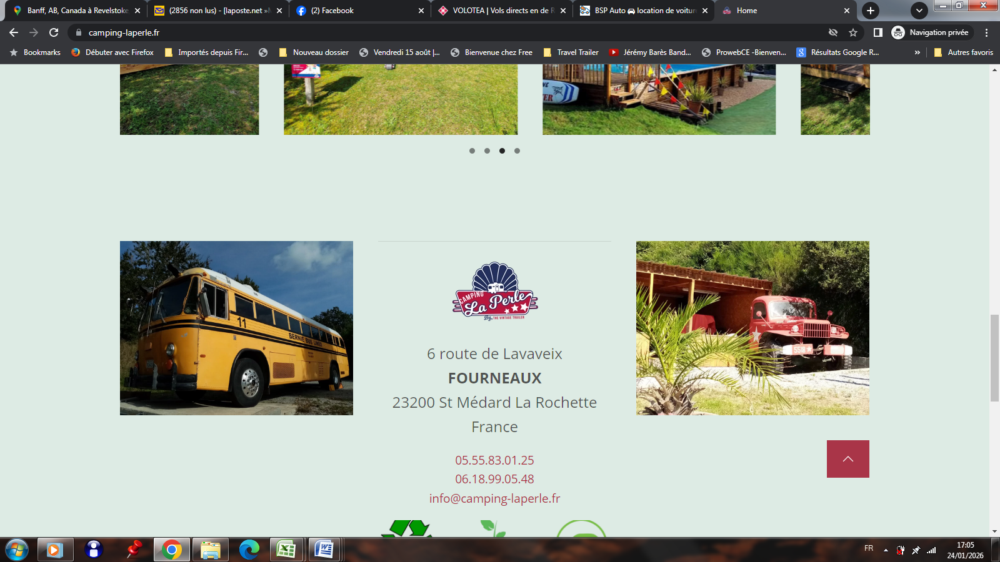 Banff, AB, Canada à Revelstoke,
(2856 non lus) - [laposte.net »M
(2) Facebook
VOLOTEA | Vols directs en de R
BSP Auto location de voitur
Home
camping-laperle.fr
Navigation privée
Bookmarks
Débuter avec Firefox
Importés depuis Fir...
Nouveau dossier
Vendredi 15 août |...
Bienvenue chez Free
Travel Trailer
Jérémy Barès Band...
ProwebCE -Bienven...
Résultats Google R...
»
Autres favoris
11
BERNIE BUS LINES
CAMPING
La Perle
By THE VINTAGE TRAILER
6 route de Lavaveix
FOURNEAUX
23200 St Médard La Rochette
France
05.55.83.01.25
06.18.99.05.48
info@camping-laperle.fr
FR
17:05
24/01/2026